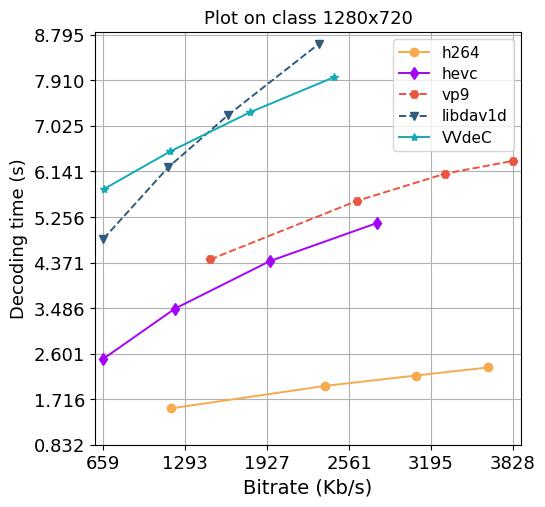 Plot on class 1280x720
8.795
7.910
7.025
6.141
5.256
4.371
3.486
2.601
1.716
0.832
Decoding time (s)
h264
hevc
vp9
libdav1d
VVdeC
659 1293 1927 2561 3195 3828
Bitrate (Kb/s)